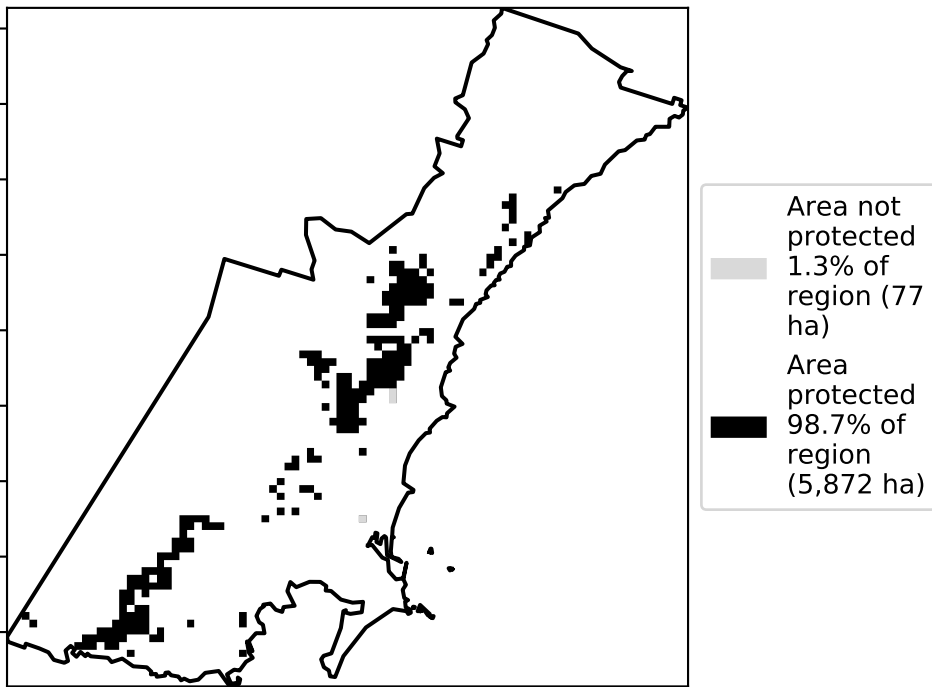 Area not
protected
1.3% of
region (77
ha)
Area
protected
98.7% of
region
(5,872 ha)